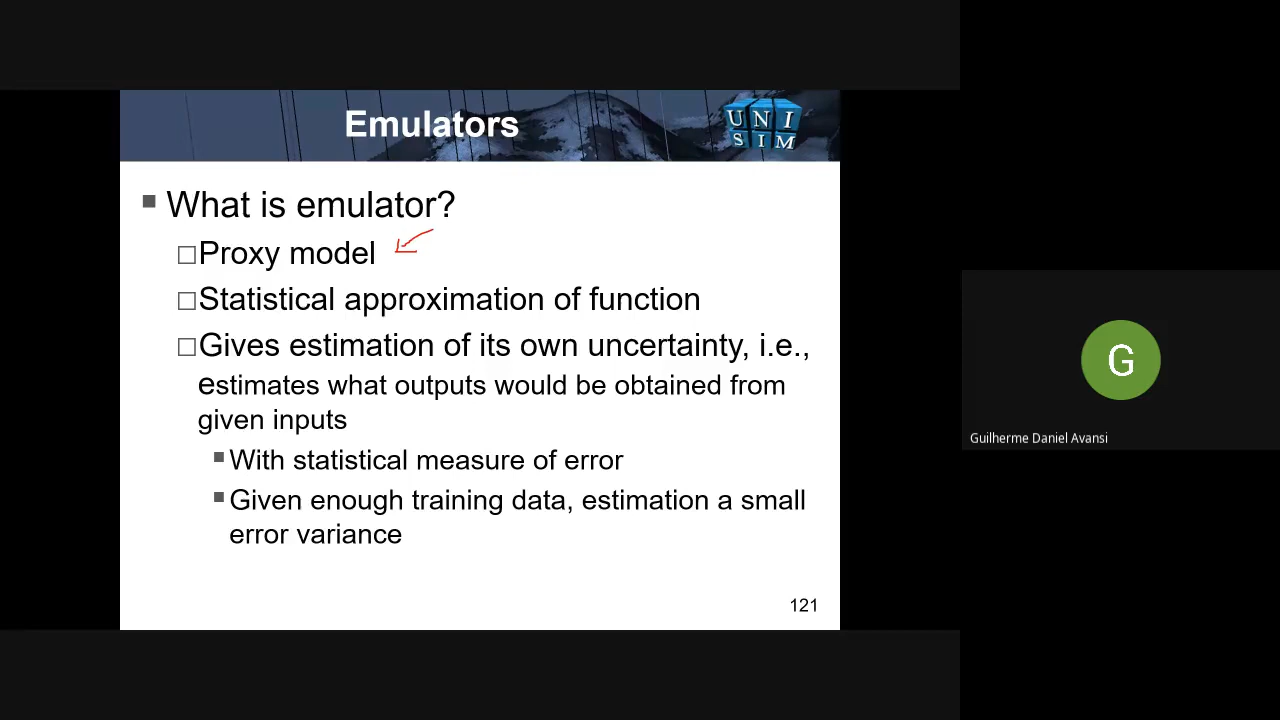 Emulators
UNI
SIM
What is emulator?
Proxy model
Statistical approximation of function
Gives estimation of its own uncertainty, i.e.,
estimates what outputs would be obtained from
given inputs
With statistical measure of error
Given enough training data, estimation a small
error variance
121
G
Guilherme Daniel Avansi